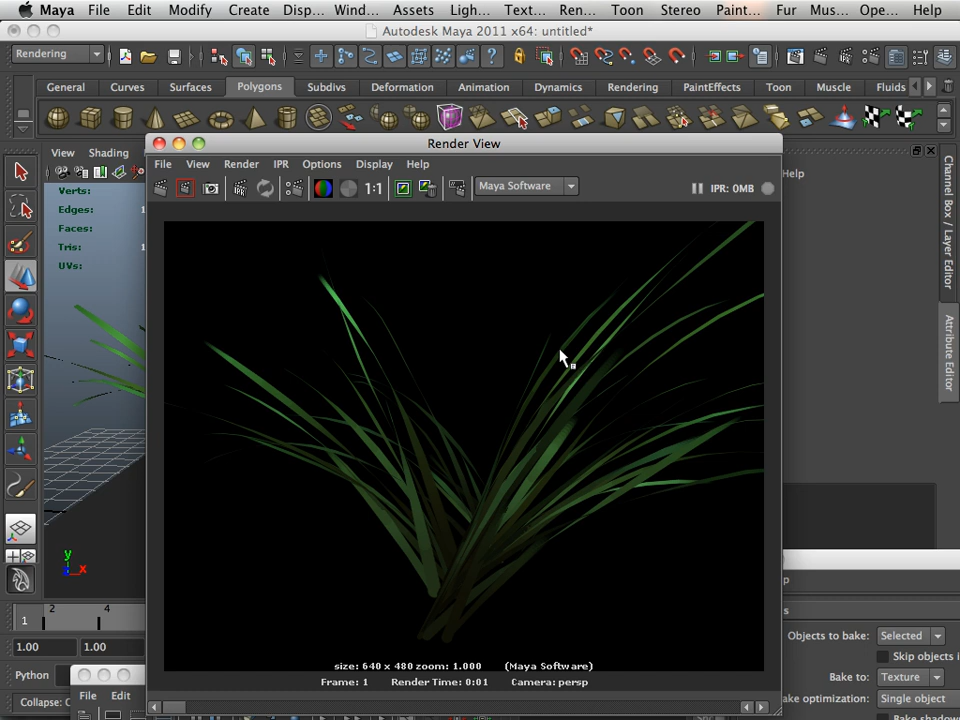 Maya File Edit Modify Create Disp... Wind... Assets Ligh... Text... Ren... Toon Stereo Paint... Fur Mus... Ope... Help
Autodesk Maya 2011 x64: untitled*
Rendering
General Curves Surfaces Polygons Subdivs Deformation Animation Dynamics Rendering PaintEffects Toon Muscle Fluids
Render View
View Shading
File View Render IPR Options Display Help
Help
1:1 Maya Software IPR: 0MB
Verts:
Edges: 1
Faces:
Tris: 1
UVs:
Channel Box / Layer Editor
Attribute Editor
y
x
size: 640 x 480 zoom: 1.000 (Maya Software)
Frame: 1 Render Time: 0:01 Camera: persp
1 2 4
1.00 1.00
Python
File Edit
Collapse:
p
s
Objects to bake: Selected
Skip objects i
Bake to: Texture
ake optimization: Single object
Bake shadow